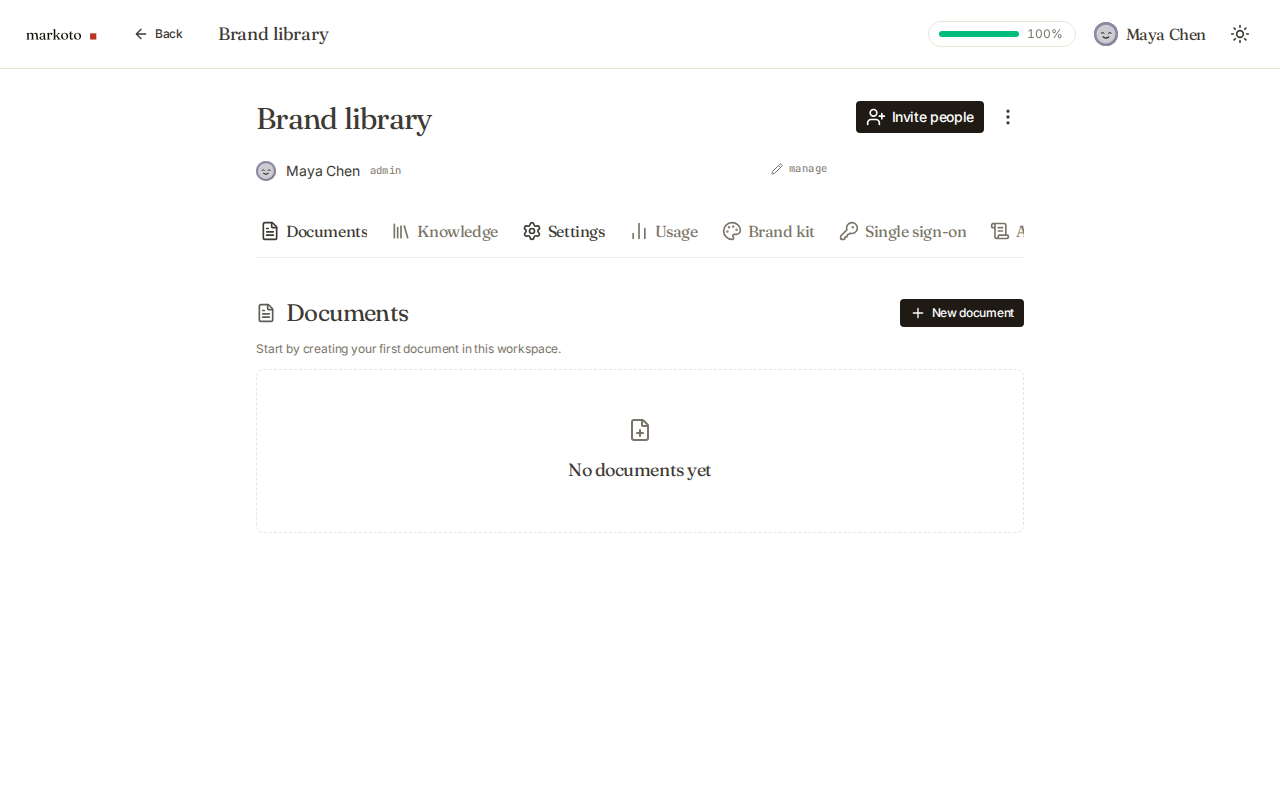 markoto
Back
Brand library
100%
Maya Chen
Brand library
Invite people
Maya Chen admin
manage
Documents
Knowledge
Settings
Usage
Brand kit
Single sign-on
Documents
New document
Start by creating your first document in this workspace.
No documents yet